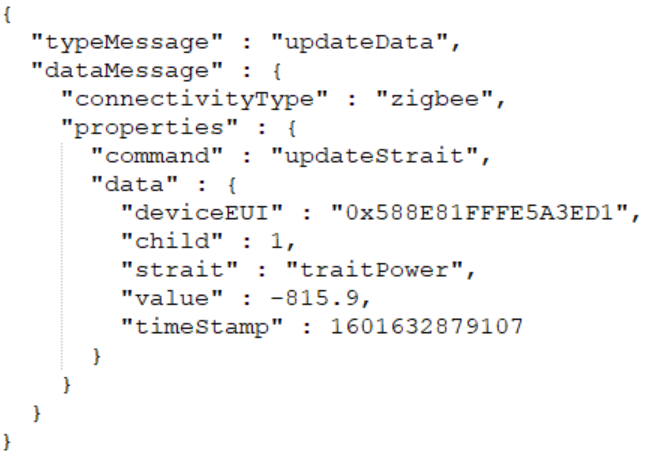 {
  "typeMessage" : "updateData",
  "dataMessage" : {
    "connectivityType" : "zigbee",
    "properties" : {
      "command" : "updateStrait",
      "data" : {
        "deviceEUI" : "0x588E81FFFE5A3ED1",
        "child" : 1,
        "strait" : "traitPower",
        "value" : -815.9,
        "timeStamp" : 1601632879107
      }
    }
  }
}